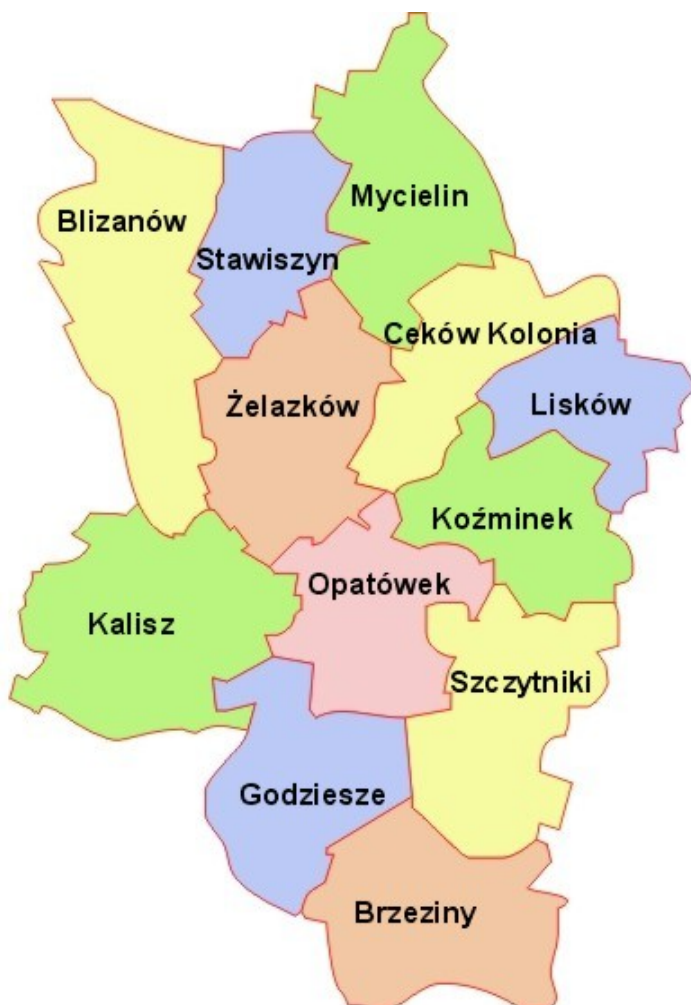 Mycielin
Blizanów
Stawiszyn
Ceków Kolonia
Żelazków
Lisków
Koźminek
Opatówek
Kalisz
Szczytniki
Godziesze
Brzeziny